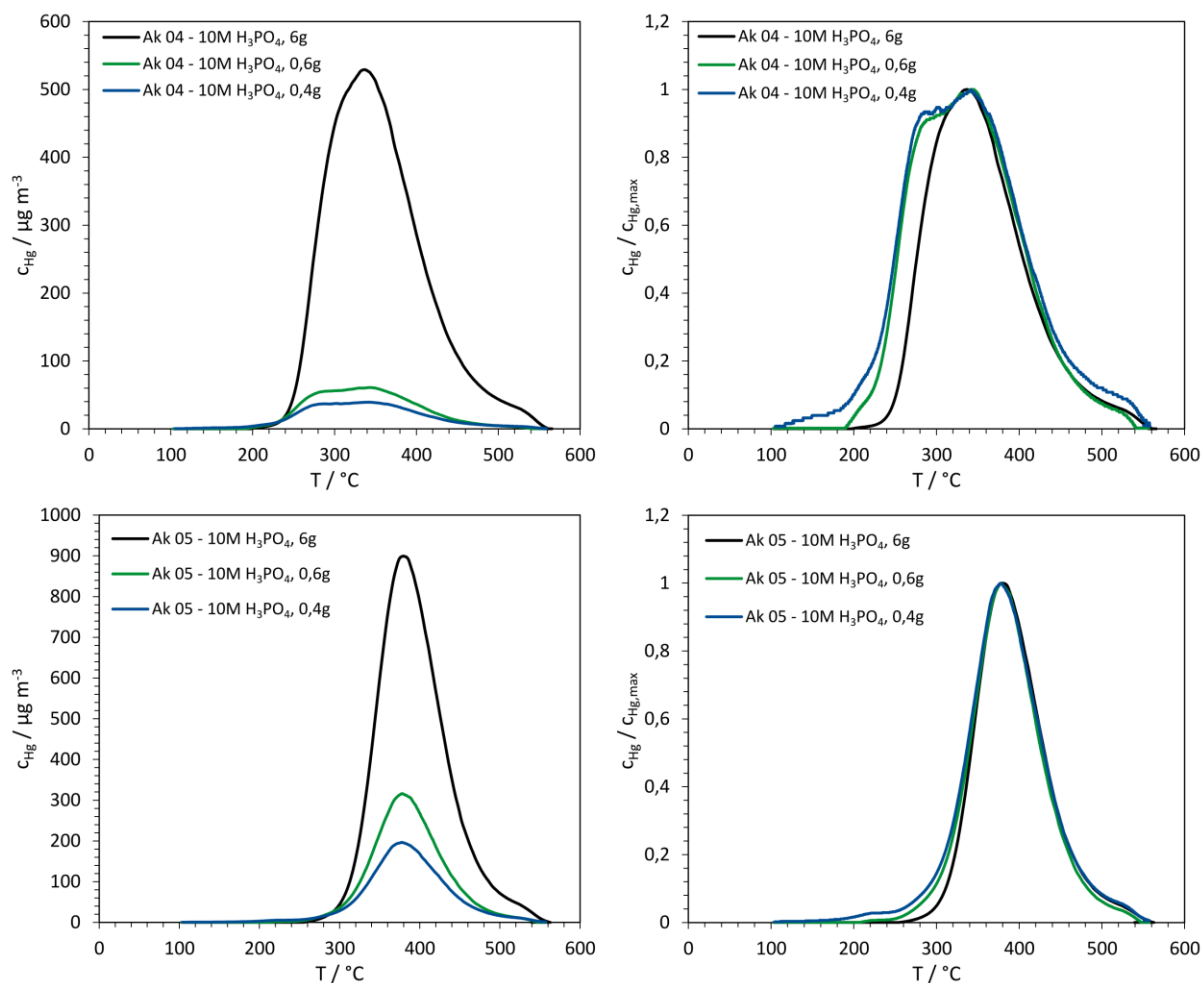 600
500
400
300
200
100
0
c_Hg / µg m⁻³
Ak 04 - 10M H₃PO₄, 6g
Ak 04 - 10M H₃PO₄, 0,6g
Ak 04 - 10M H₃PO₄, 0,4g
0 100 200 300 400 500 600
T / °C
1,2
1
0,8
0,6
0,4
0,2
0
c_Hg / c_Hg,max
Ak 04 - 10M H₃PO₄, 6g
Ak 04 - 10M H₃PO₄, 0,6g
Ak 04 - 10M H₃PO₄, 0,4g
0 100 200 300 400 500 600
T / °C
1000
900
800
700
600
500
400
300
200
100
0
c_Hg / µg m⁻³
Ak 05 - 10M H₃PO₄, 6g
Ak 05 - 10M H₃PO₄, 0,6g
Ak 05 - 10M H₃PO₄, 0,4g
0 100 200 300 400 500 600
T / °C
1,2
1
0,8
0,6
0,4
0,2
0
c_Hg / c_Hg,max
Ak 05 - 10M H₃PO₄, 6g
Ak 05 - 10M H₃PO₄, 0,6g
Ak 05 - 10M H₃PO₄, 0,4g
0 100 200 300 400 500 600
T / °C